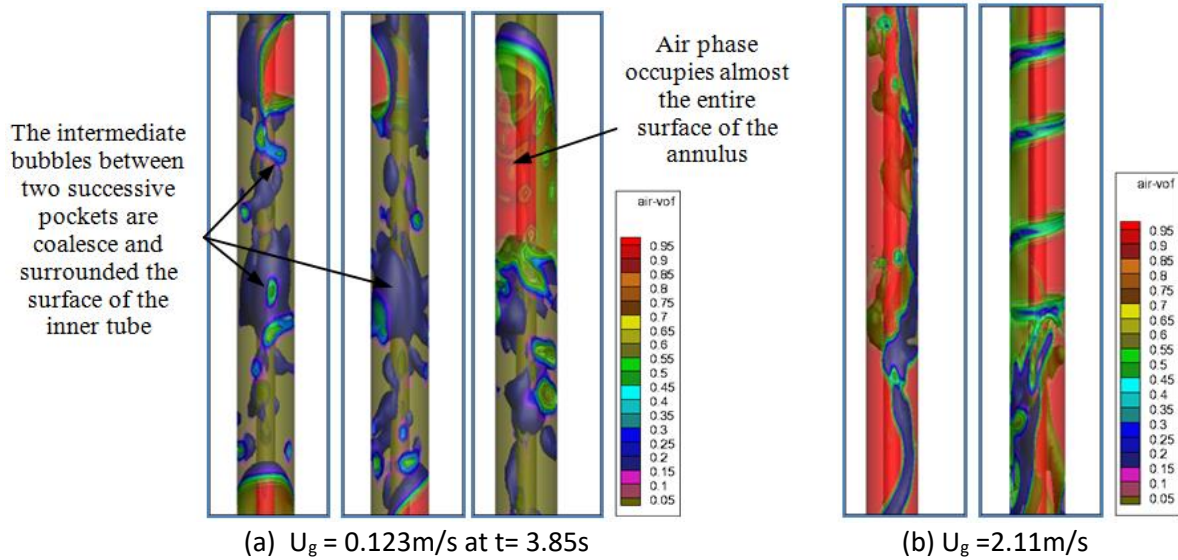 The intermediate
bubbles between
two successive
pockets are
coalesce and
surrounded the
surface of the
inner tube
Air phase
occupies almost
the entire
surface of the
annulus
air-vof
0.95
0.9
0.85
0.8
0.75
0.7
0.65
0.6
0.55
0.5
0.45
0.4
0.35
0.3
0.25
0.2
0.15
0.1
0.05
air-vof
0.95
0.9
0.85
0.8
0.75
0.7
0.65
0.6
0.55
0.5
0.45
0.4
0.35
0.3
0.25
0.2
0.15
0.1
0.05
(a) Ug = 0.123m/s at t= 3.85s
(b) Ug =2.11m/s